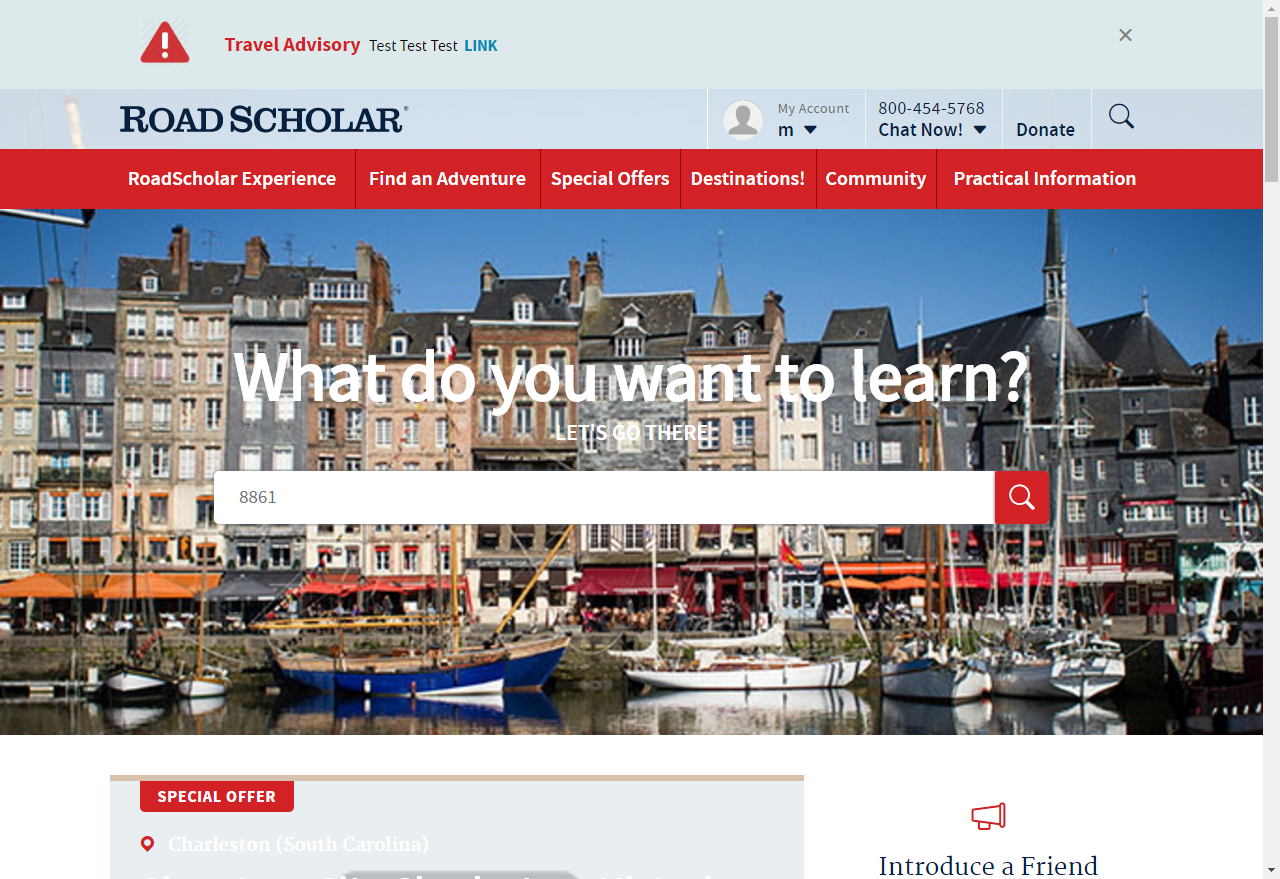 Travel Advisory Test Test Test LINK
ROAD SCHOLAR®
My Account
m
800-454-5768
Chat Now!
Donate
RoadScholar Experience
Find an Adventure
Special Offers
Destinations!
Community
Practical Information
What do you want to learn?
LET'S GO THERE
8861
SPECIAL OFFER
Charleston (South Carolina)
Introduce a Friend